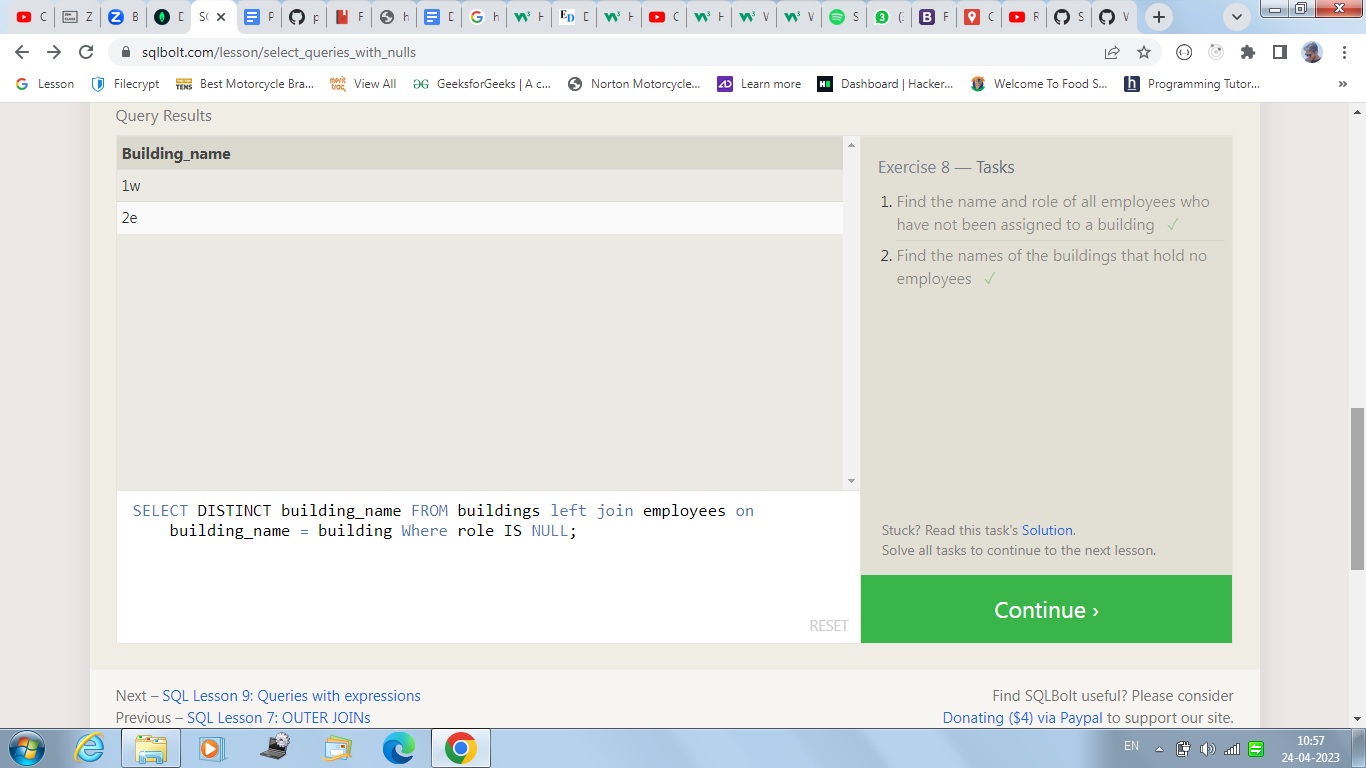 C
Z
B
D
SC
P
p
F
h
D
h
H
D
H
C
H
V
V
S
(
F
C
R
S
V
sqlbolt.com/lesson/select_queries_with_nulls
Lesson
Filecrypt
Best Motorcycle Bra...
View All
GeeksforGeeks | A c...
Norton Motorcycle...
Learn more
Dashboard | Hacker...
Welcome To Food S...
Programming Tutor...
»
Query Results
Building_name
1w
2e
Exercise 8 — Tasks
1. Find the name and role of all employees who
have not been assigned to a building ✓
2. Find the names of the buildings that hold no
employees ✓
SELECT DISTINCT building_name FROM buildings left join employees on
building_name = building Where role IS NULL;
RESET
Stuck? Read this task's Solution.
Solve all tasks to continue to the next lesson.
Continue ›
Next – SQL Lesson 9: Queries with expressions
Previous – SQL Lesson 7: OUTER JOINs
Find SQLBolt useful? Please consider
Donating ($4) via Paypal to support our site.
EN
10:57
24-04-2023